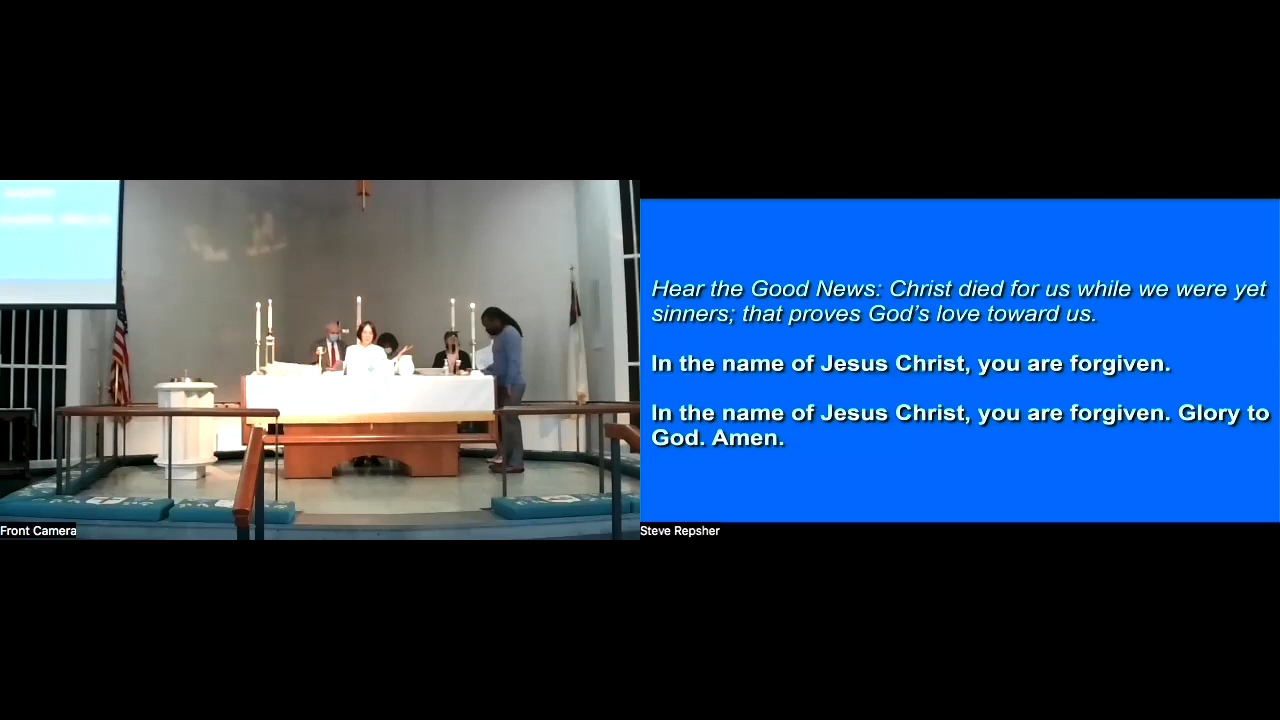 Hear the Good News: Christ died for us while we were yet
sinners; that proves God's love toward us.
In the name of Jesus Christ, you are forgiven.
In the name of Jesus Christ, you are forgiven. Glory to
God. Amen.
Front Camera
Steve Repsher